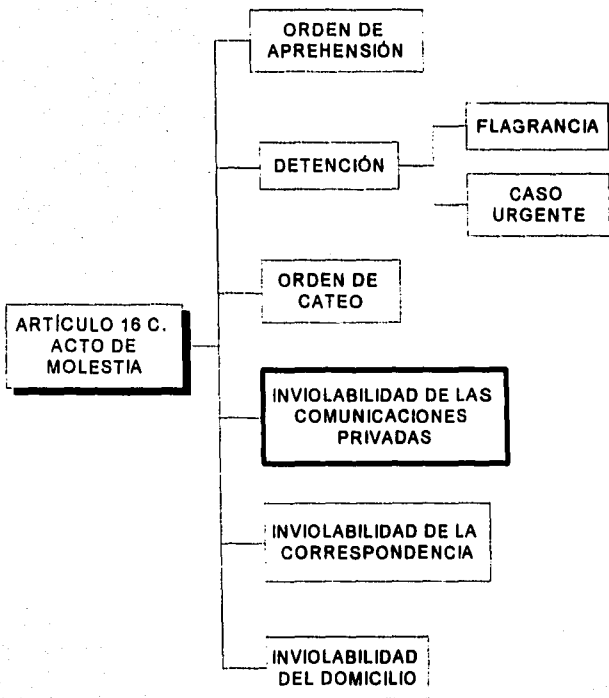 ORDEN DE
APREHENSIÓN
FLAGRANCIA
DETENCIÓN
CASO
URGENTE
ORDEN DE
CATEO
ARTÍCULO 16 C.
ACTO DE
MOLESTIA
INVIOLABILIDAD DE LAS
COMUNICACIONES
PRIVADAS
INVIOLABILIDAD DE LA
CORRESPONDENCIA
INVIOLABILIDAD
DEL DOMICILIO